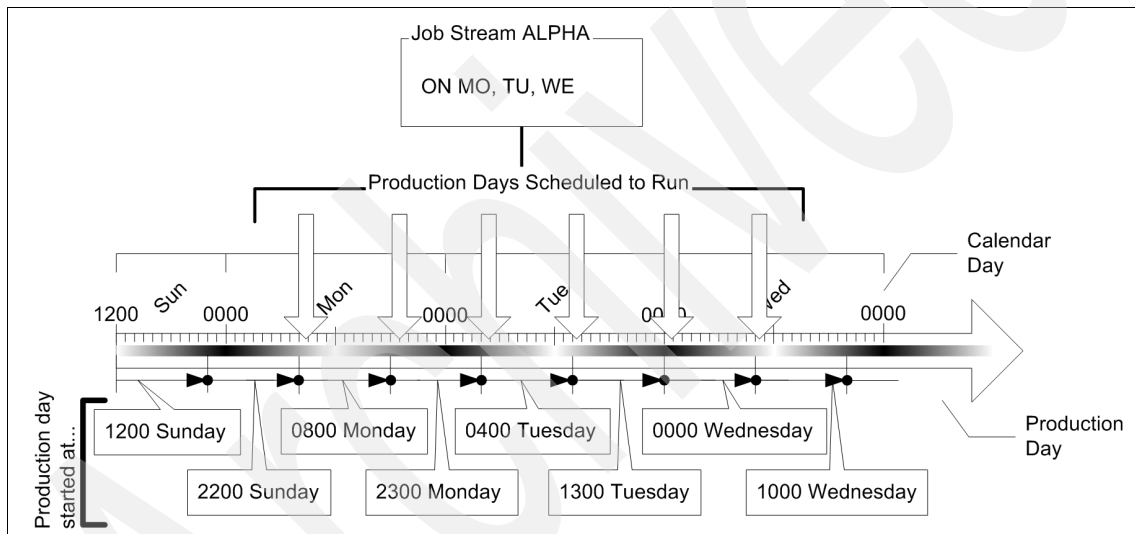 Job Stream ALPHA
ON MO, TU, WE
Production Days Scheduled to Run
Calendar
Day
Sun
Mon
Tue
Wed
1200
0000
0000
0000
0000
Production day
started at...
1200 Sunday
0800 Monday
0400 Tuesday
0000 Wednesday
2200 Sunday
2300 Monday
1300 Tuesday
1000 Wednesday
Production
Day